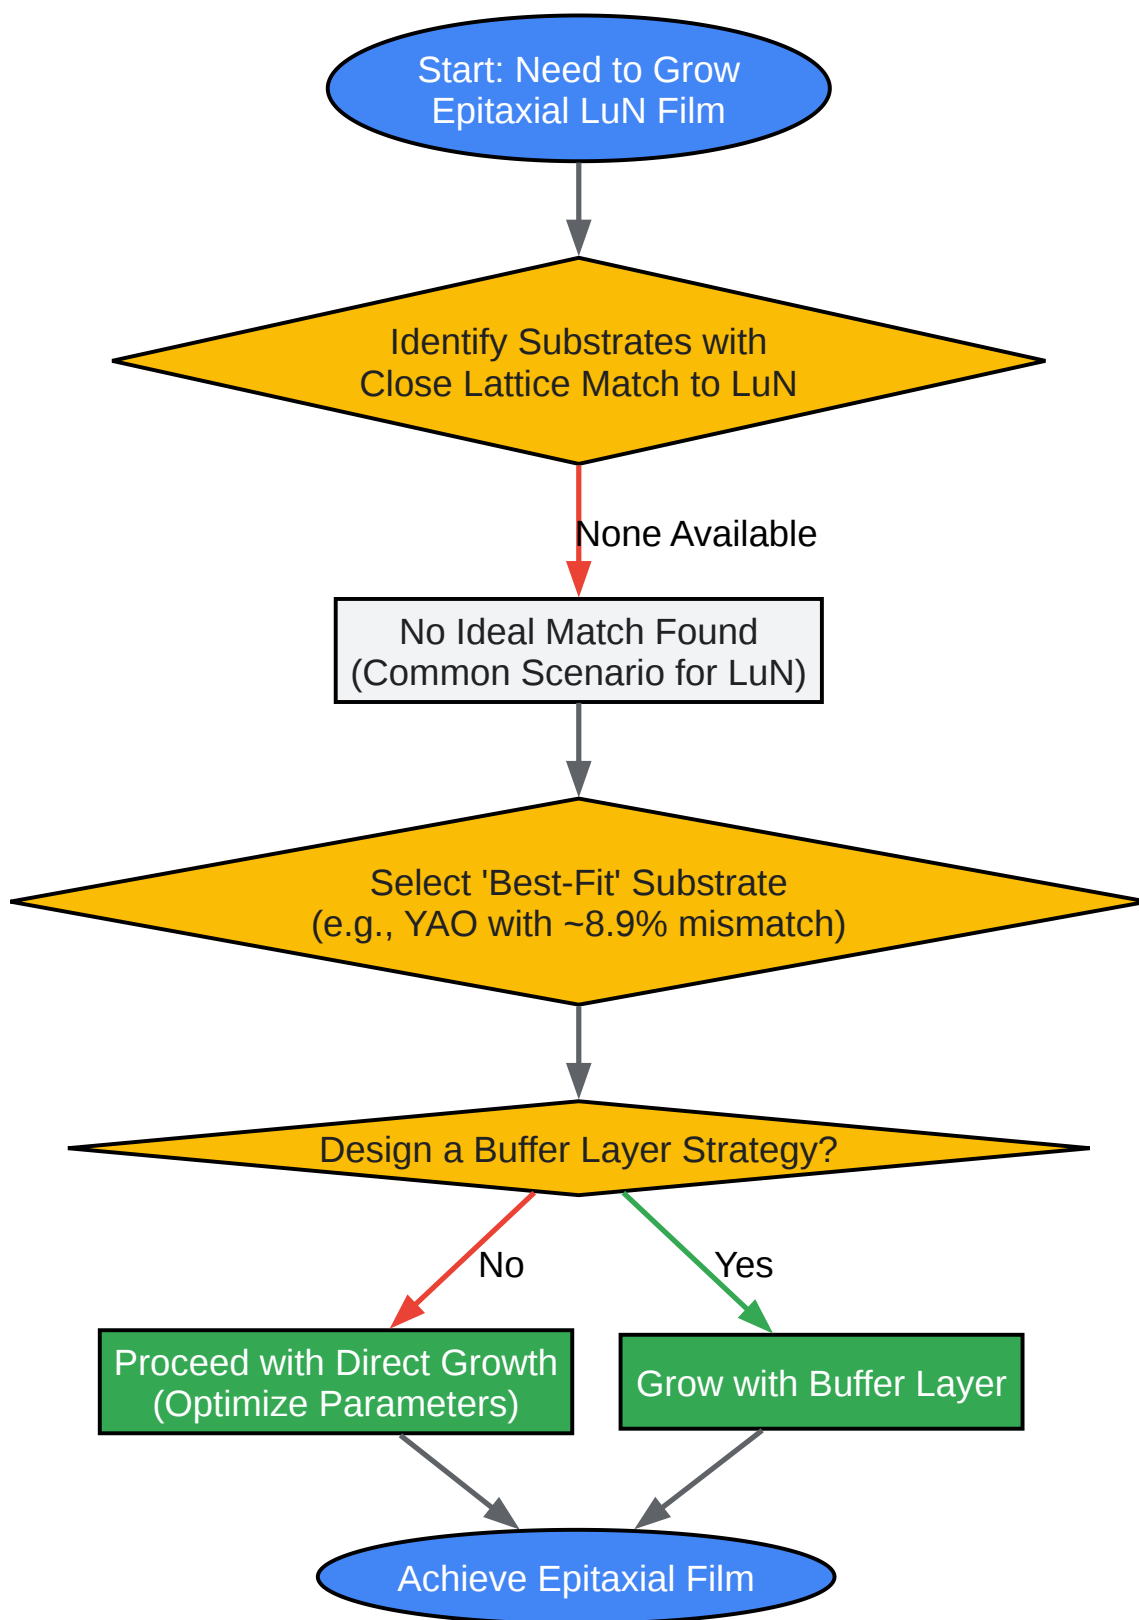 Start: Need to Grow
Epitaxial LuN Film
Identify Substrates with
Close Lattice Match to LuN
None Available
No Ideal Match Found
(Common Scenario for LuN)
Select 'Best-Fit' Substrate
(e.g., YAO with ~8.9% mismatch)
Design a Buffer Layer Strategy?
No
Yes
Proceed with Direct Growth
(Optimize Parameters)
Grow with Buffer Layer
Achieve Epitaxial Film